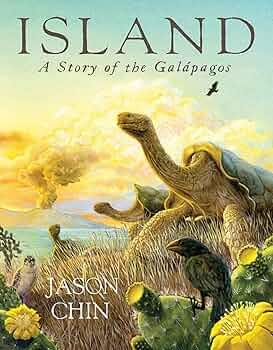 ISLAND
A Story of the Galápagos
JASON
CHIN